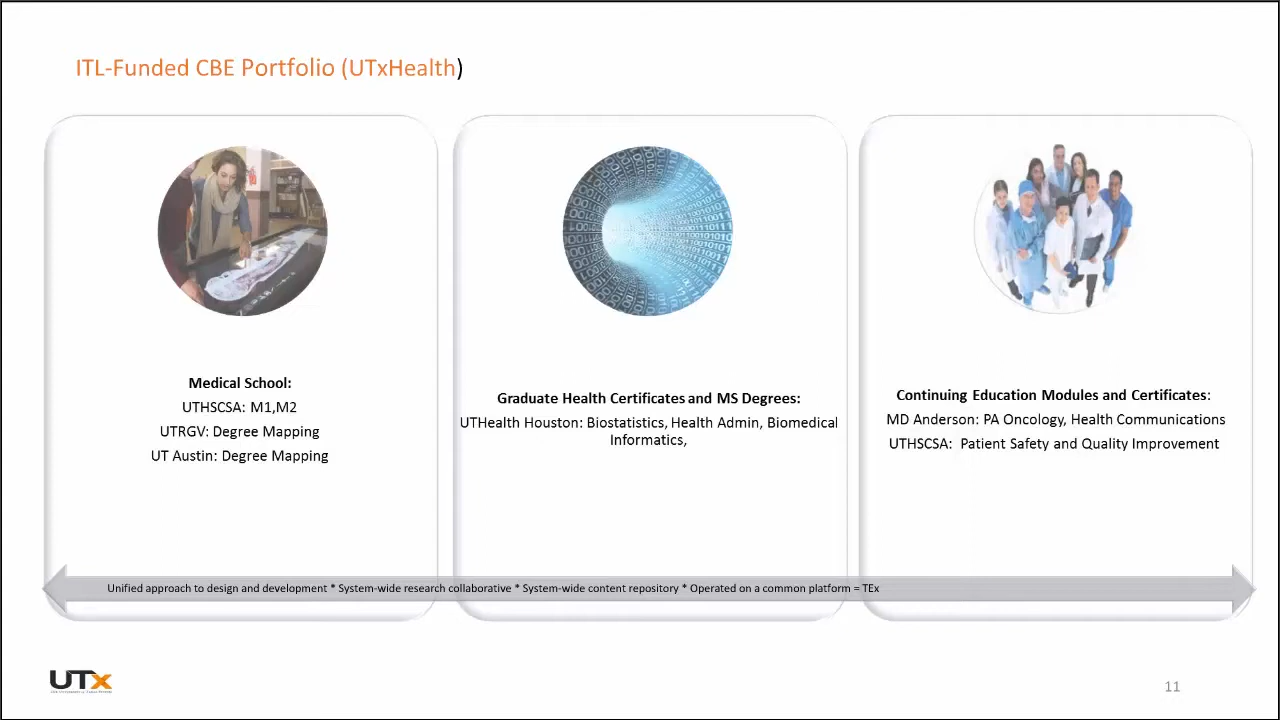 ITL-Funded CBE Portfolio (UTxHealth)
Medical School:
UTHSCSA: M1,M2
UTRGV: Degree Mapping
UT Austin: Degree Mapping
Graduate Health Certificates and MS Degrees:
UTHealth Houston: Biostatistics, Health Admin, Biomedical
Informatics,
Continuing Education Modules and Certificates:
MD Anderson: PA Oncology, Health Communications
UTHSCSA:  Patient Safety and Quality Improvement
Unified approach to design and development * System-wide research collaborative * System-wide content repository * Operated on a common platform = TEx
UTx
11